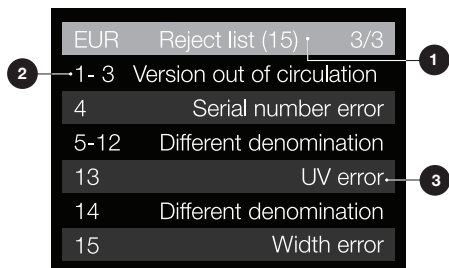 EUR Reject list (15) 3/3
1
2
1- 3 Version out of circulation
4 Serial number error
5-12 Different denomination
13 UV error
3
14 Different denomination
15 Width error